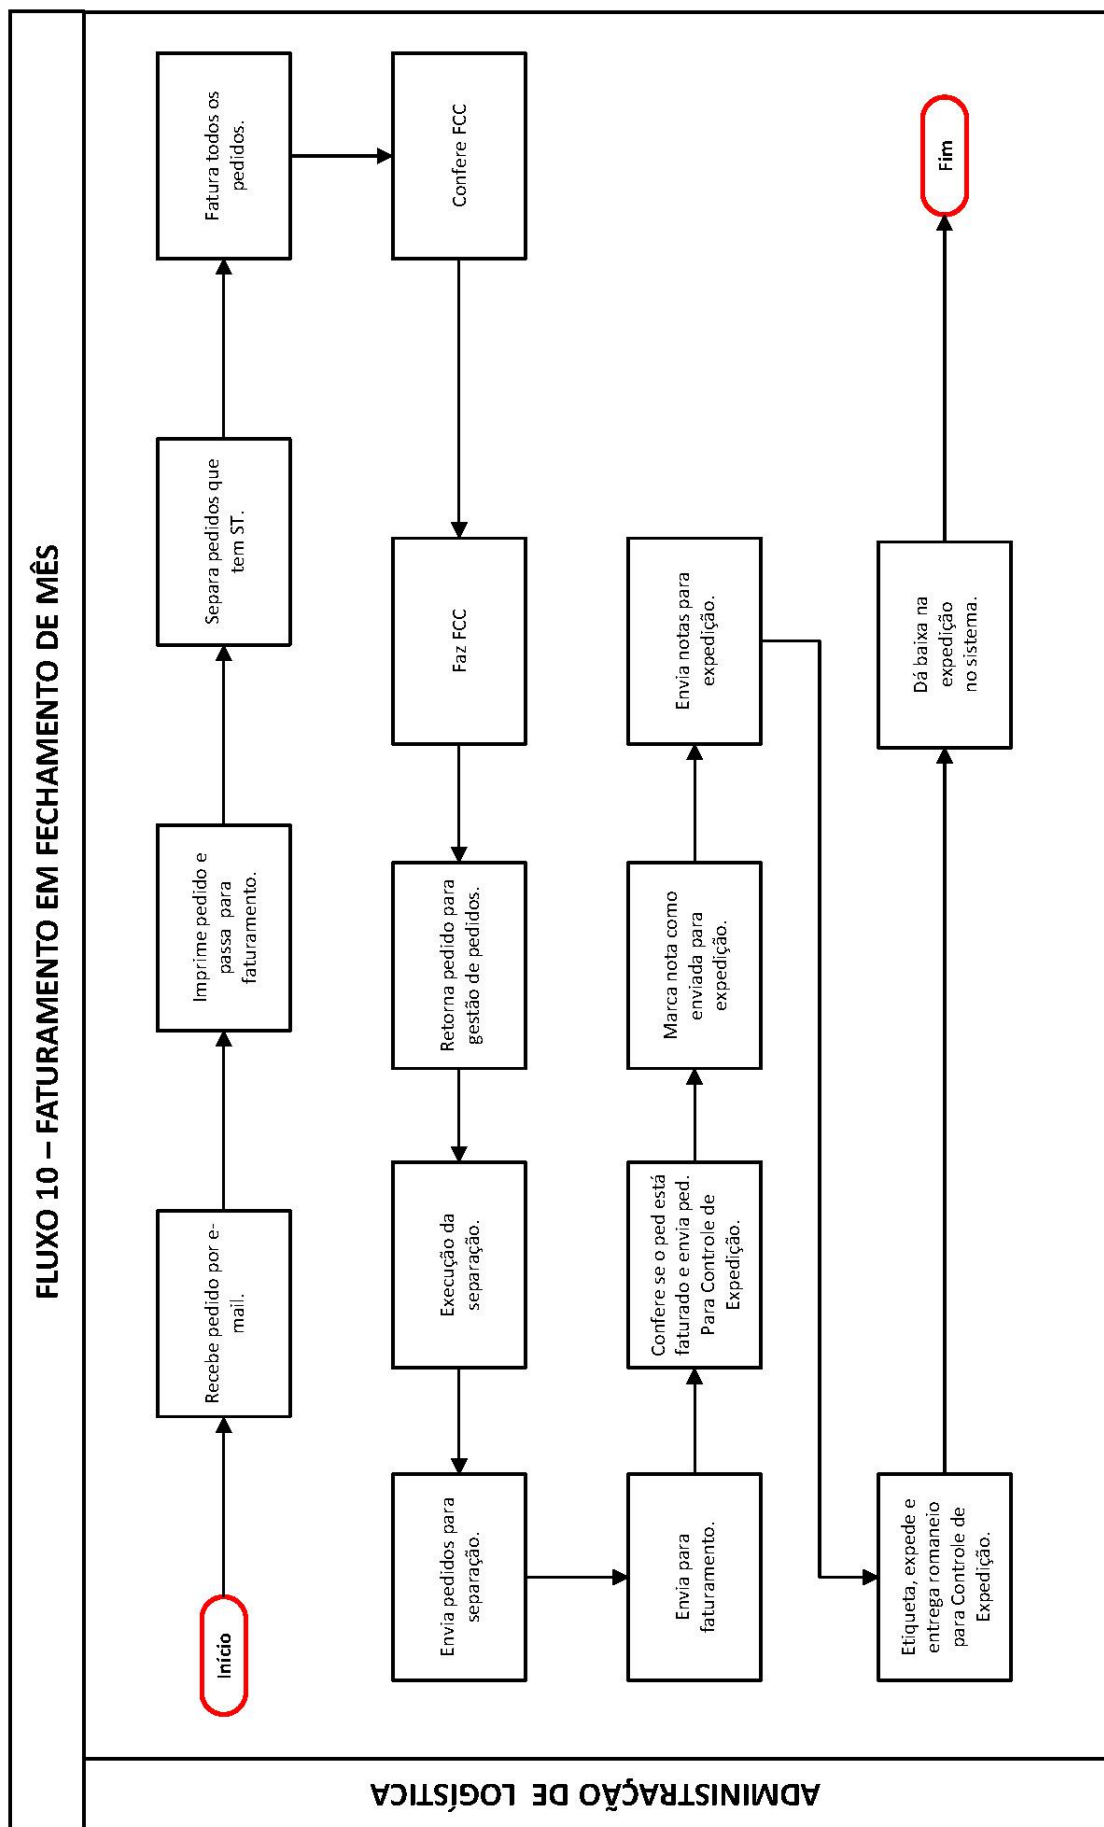 FLUXO 10 – FATURAMENTO EM FECHAMENTO DE MÊS
ADMINISTRAÇÃO DE LOGÍSTICA
Início
Recebe pedido por e-
mail.
Imprime pedido e
passa para
faturamento.
Separa pedidos que
tem ST.
Fatura todos os
pedidos.
Confere FCC
Faz FCC
Retorna pedido para
gestão de pedidos.
Execução da
separação.
Envia pedidos para
separação.
Envia para
faturamento.
Confere se o ped está
faturado e envia ped.
Para Controle de
Expedição.
Marca nota como
enviada para
expedição.
Envia notas para
expedição.
Etiqueta, expede e
entrega romaneio
para Controle de
Expedição.
Dá baixa na
expedição
no sistema.
Fim